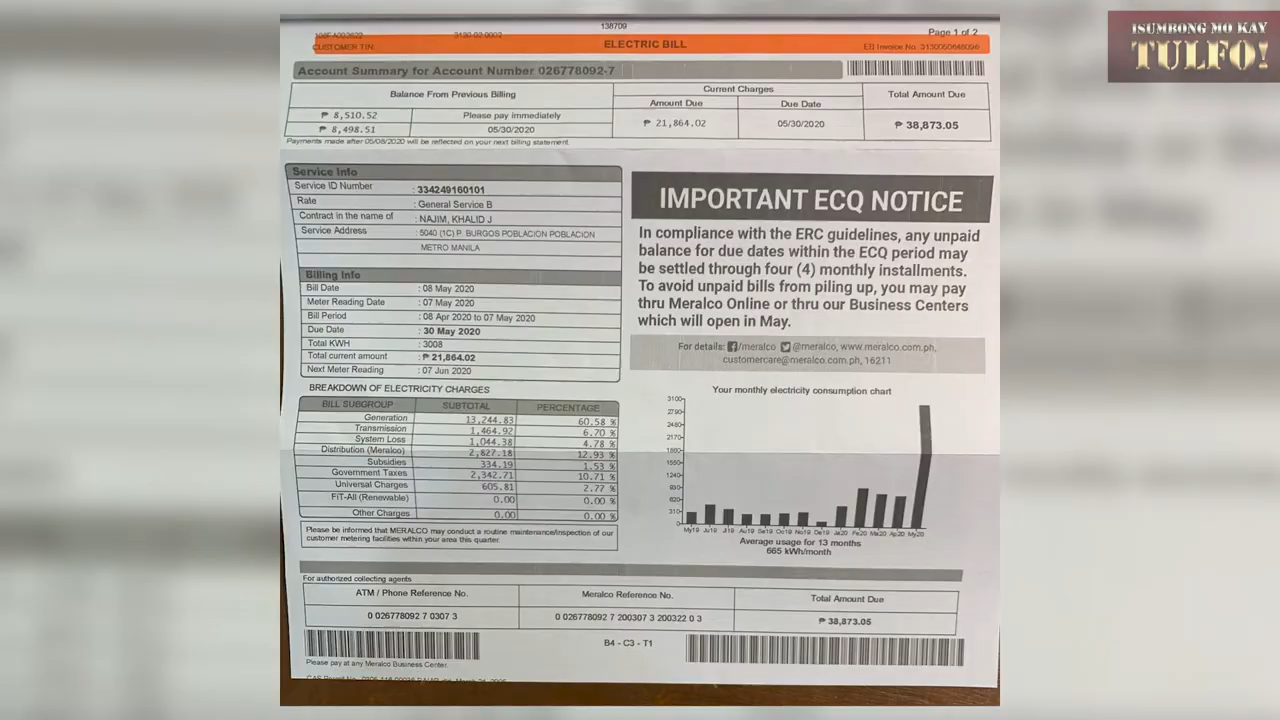 ISUMBONG MO KAY
TULFO!
138709
3130-02-0002
Page 1 of 2
CUSTOMER TIN:
ELECTRIC BILL
Account Summary for Account Number 026778092-7
Balance From Previous Billing
Current Charges
Total Amount Due
Amount Due
Due Date
₱ 8,510.52
Please pay immediately
₱ 21,864.02
05/30/2020
₱ 38,873.05
₱ 8,498.51
05/30/2020
Payments made after 05/08/2020 will be reflected on your next billing statement.
Service Info
Service ID Number : 334249160101
Rate : General Service B
Contract in the name of : NAJIM, KHALID J
Service Address : 5040 (1C) P. BURGOS POBLACION POBLACION
METRO MANILA
Billing Info
Bill Date : 08 May 2020
Meter Reading Date : 07 May 2020
Bill Period : 08 Apr 2020 to 07 May 2020
Due Date : 30 May 2020
Total KWH : 3008
Total current amount : ₱ 21,864.02
Next Meter Reading : 07 Jun 2020
BREAKDOWN OF ELECTRICITY CHARGES
BILL SUBGROUP SUBTOTAL PERCENTAGE
Generation 13,244.83 60.58 %
Transmission 1,464.92 6.70 %
System Loss 1,044.38 4.78 %
Distribution (Meralco) 2,827.18 12.93 %
Subsidies 334.19 1.53 %
Government Taxes 2,342.71 10.71 %
Universal Charges 605.81 2.77 %
FiT-All (Renewable) 0.00 0.00 %
Other Charges 0.00 0.00 %
Please be informed that MERALCO may conduct a routine maintenance/inspection of our
customer metering facilities within your area this quarter.
IMPORTANT ECQ NOTICE
In compliance with the ERC guidelines, any unpaid
balance for due dates within the ECQ period may
be settled through four (4) monthly installments.
To avoid unpaid bills from piling up, you may pay
thru Meralco Online or thru our Business Centers
which will open in May.
For details: /meralco @meralco, www.meralco.com.ph,
customercare@meralco.com.ph, 16211
Your monthly electricity consumption chart
3100
2790
2480
2170
1860
1550
1240
930
620
310
0
My19 Ju19 Jl19 Au19 Se19 Oc19 No19 De19 Ja20 Fe20 Ma20 Ap20 My20
Average usage for 13 months
665 kWh/month
For authorized collecting agents
ATM / Phone Reference No.
Meralco Reference No.
Total Amount Due
0 026778092 7 0307 3
0 026778092 7 200307 3 200322 0 3
₱ 38,873.05
B4 - C3 - T1
Please pay at any Meralco Business Center.